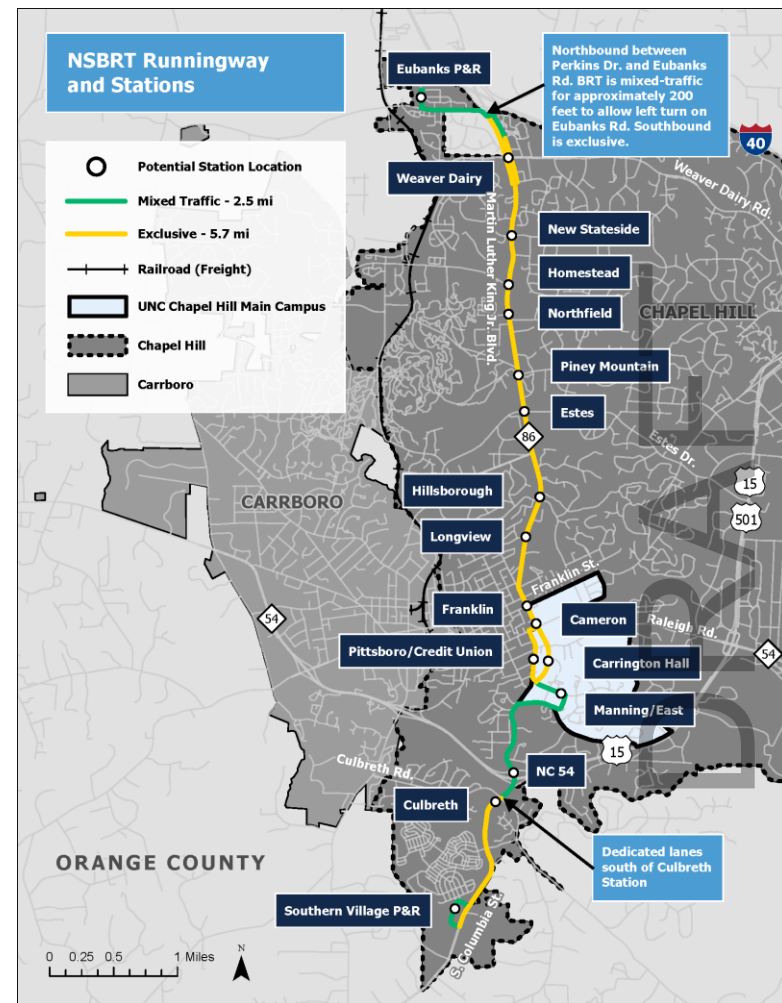 NSBRT Runningway
and Stations
Potential Station Location
Mixed Traffic - 2.5 mi
Exclusive - 5.7 mi
Railroad (Freight)
UNC Chapel Hill Main Campus
Chapel Hill
Carrboro
Eubanks P&R
Northbound between
Perkins Dr. and Eubanks
Rd. BRT is mixed-traffic
for approximately 200
feet to allow left turn on
Eubanks Rd. Southbound
is exclusive.
40
Weaver Dairy
Weaver Dairy Rd.
Martin Luther King Jr. Blvd.
New Stateside
Homestead
Northfield
CHAPEL HILL
Piney Mountain
Estes
86
Estes Dr.
15
501
Hillsborough
CARRBORO
Longview
Franklin St.
Franklin
54
Cameron
Raleigh Rd.
54
Pittsboro/Credit Union
Carrington Hall
Manning/East
15
NC 54
Culbreth Rd.
Culbreth
ORANGE COUNTY
Dedicated lanes
south of Culbreth
Station
Southern Village P&R
S. Columbia St.
0 0.25 0.5 1 Miles
N
DRAFT